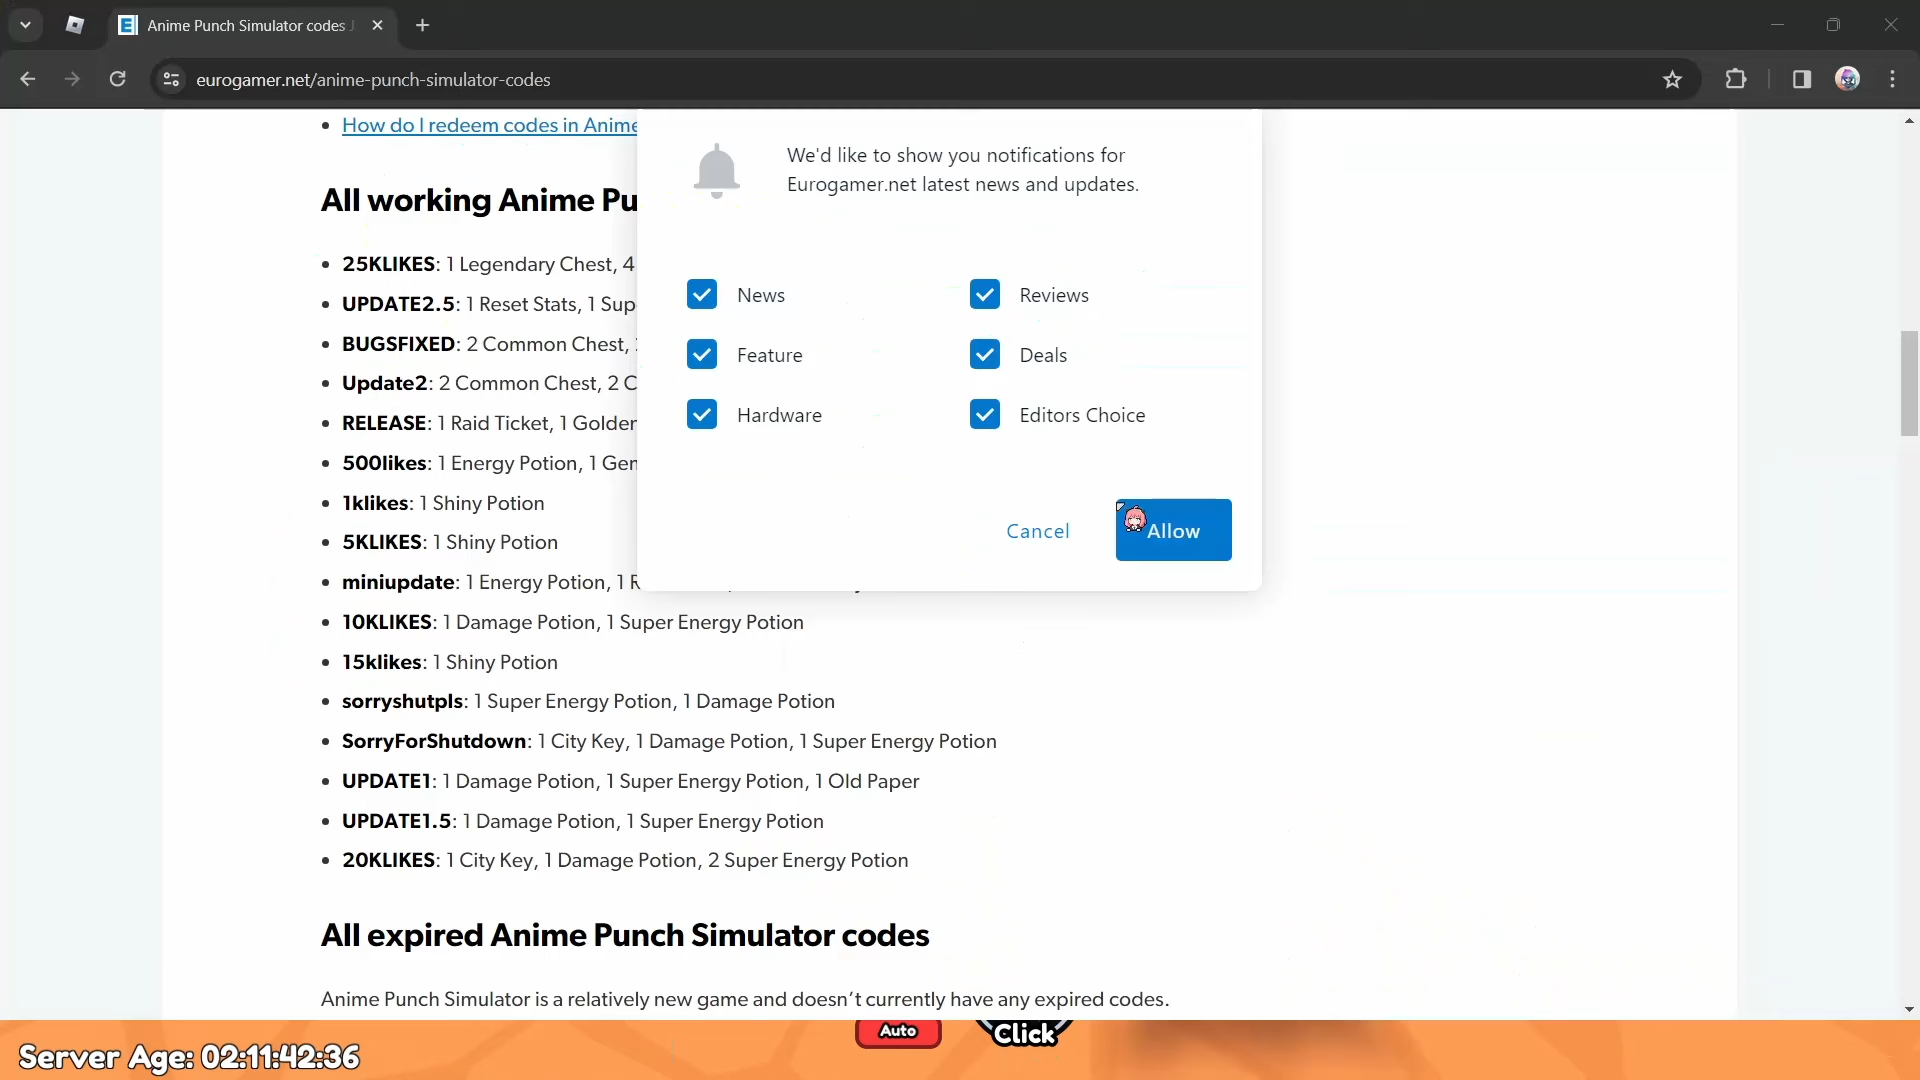 Anime Punch Simulator codes
eurogamer.net/anime-punch-simulator-codes
How do I redeem codes in Anime
We'd like to show you notifications for
Eurogamer.net latest news and updates.
News
Reviews
Feature
Deals
Hardware
Editors Choice
Cancel
Allow
All working Anime Pu
25KLIKES: 1 Legendary Chest, 4
UPDATE2.5: 1 Reset Stats, 1 Sup
BUGSFIXED: 2 Common Chest,
Update2: 2 Common Chest, 2 C
RELEASE: 1 Raid Ticket, 1 Golden
500likes: 1 Energy Potion, 1 Gem
1klikes: 1 Shiny Potion
5KLIKES: 1 Shiny Potion
miniupdate: 1 Energy Potion, 1 R
10KLIKES: 1 Damage Potion, 1 Super Energy Potion
15klikes: 1 Shiny Potion
sorryshutpls: 1 Super Energy Potion, 1 Damage Potion
SorryForShutdown: 1 City Key, 1 Damage Potion, 1 Super Energy Potion
UPDATE1: 1 Damage Potion, 1 Super Energy Potion, 1 Old Paper
UPDATE1.5: 1 Damage Potion, 1 Super Energy Potion
20KLIKES: 1 City Key, 1 Damage Potion, 2 Super Energy Potion
All expired Anime Punch Simulator codes
Anime Punch Simulator is a relatively new game and doesn't currently have any expired codes.
Auto
Click
Server Age: 02:11:42:36